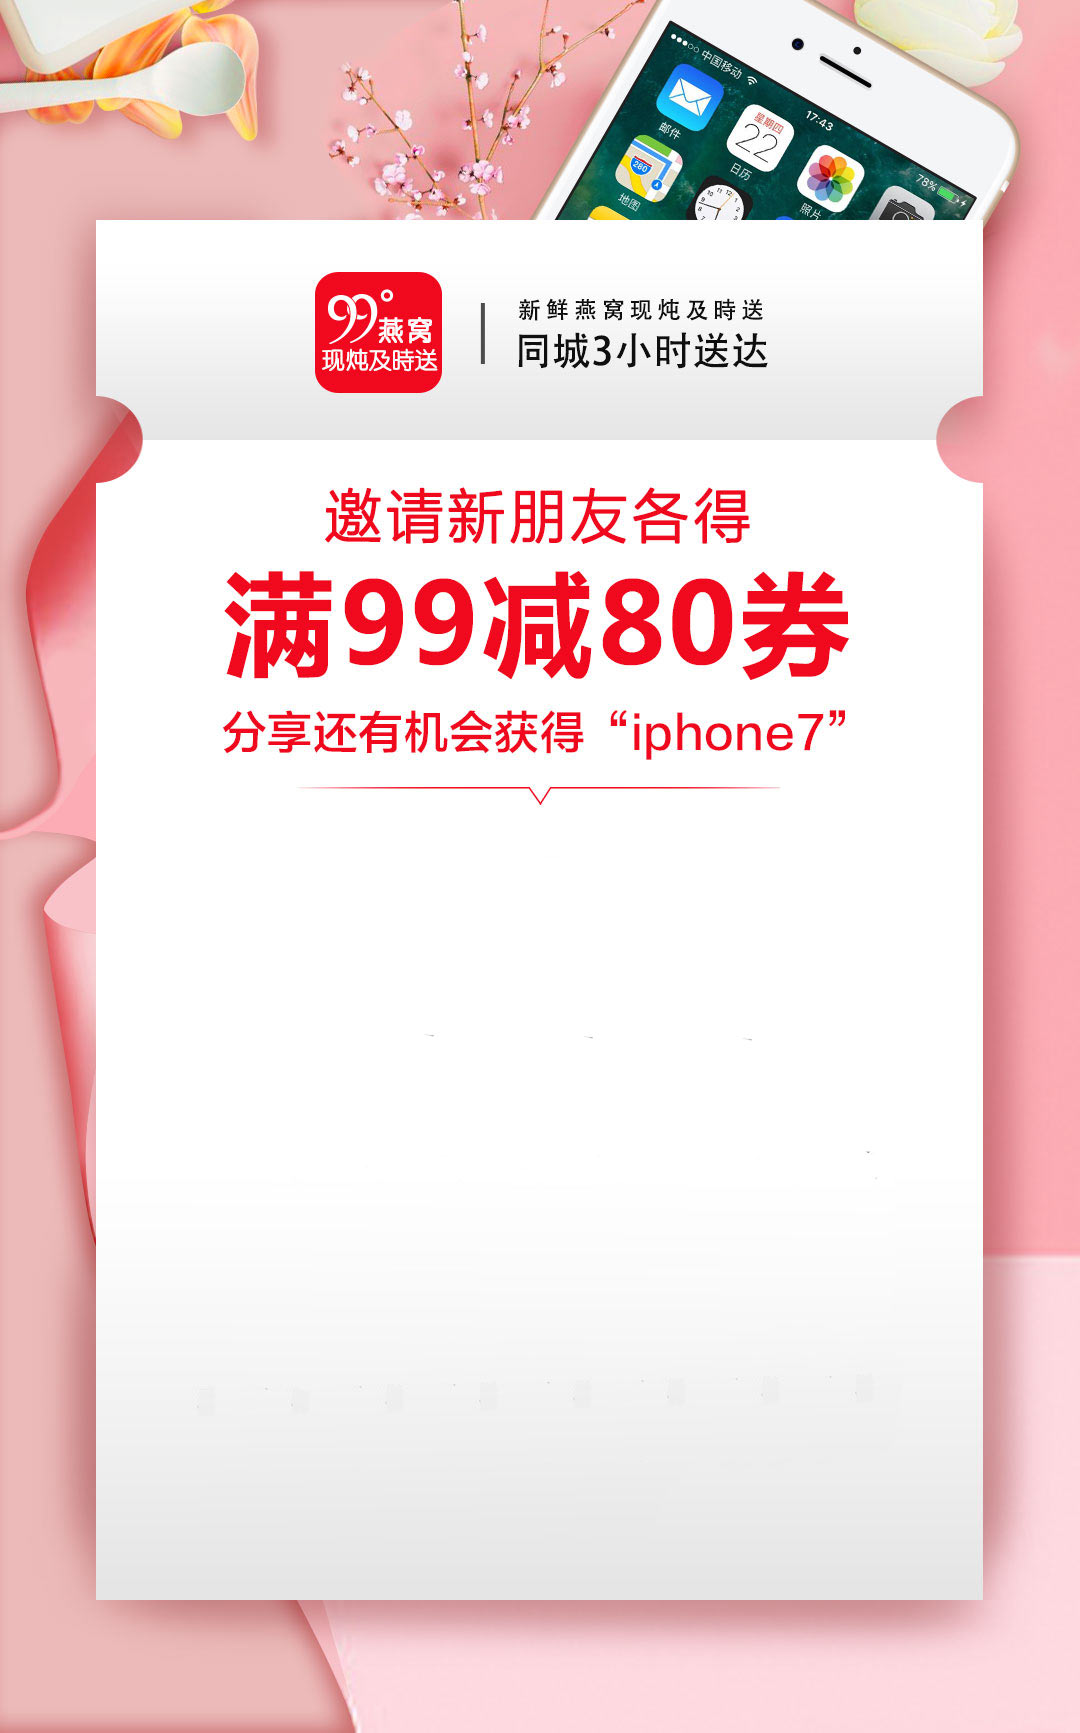 中国移动
17:43
78%
邮件
星期四
22
日历
照片
280
地图
99°燕窝
现炖及時送
新鲜燕窝现炖及時送
同城3小时送达
邀请新朋友各得
满99减80券
分享还有机会获得“iphone7”